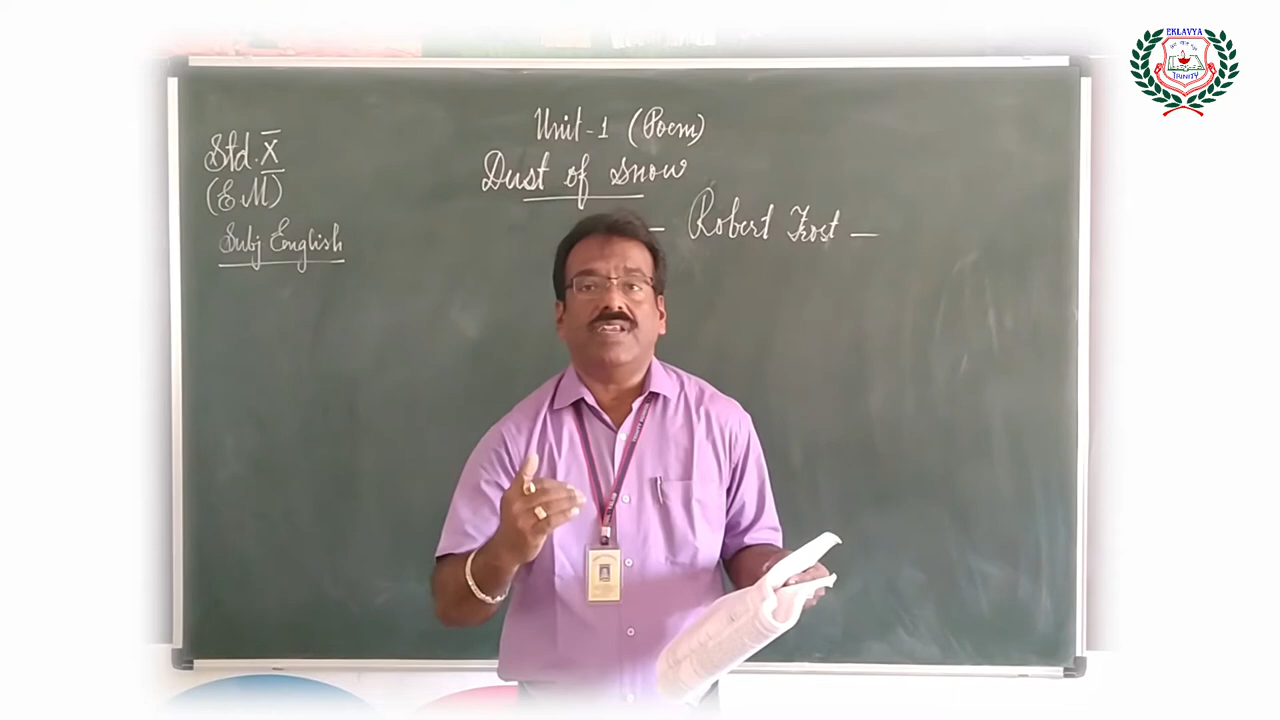 EKLAVYA
TRINITY
Unit-1 (Poem)
Dust of Snow
— Robert Frost —
Std. X
(E.M)
Subj English